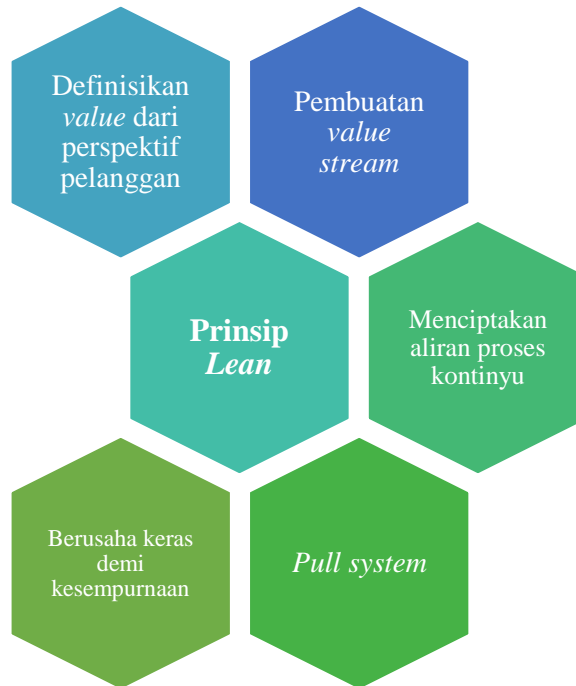 Definisikan
value dari
perspektif
pelanggan
Pembuatan
value
stream
Prinsip
Lean
Menciptakan
aliran proses
kontinyu
Berusaha keras
demi
kesempurnaan
Pull system